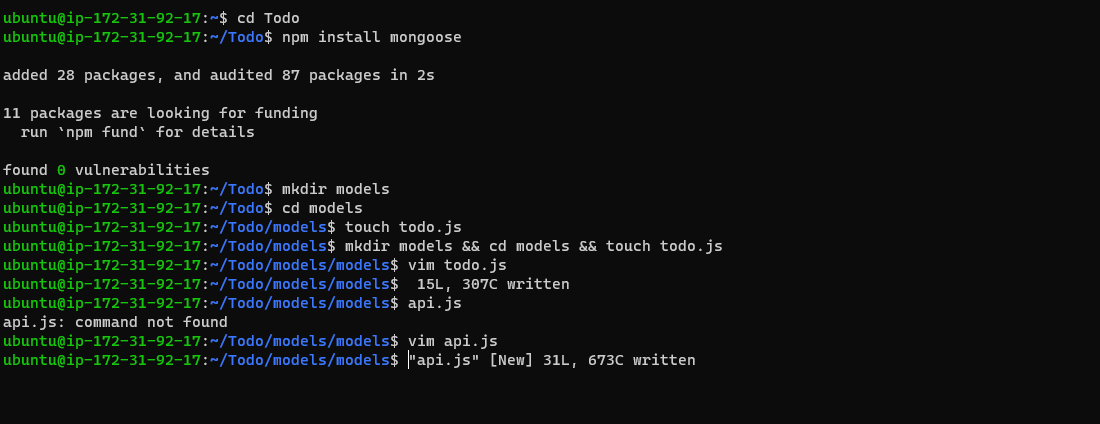 ubuntu@ip-172-31-92-17:~$ cd Todo
ubuntu@ip-172-31-92-17:~/Todo$ npm install mongoose
added 28 packages, and audited 87 packages in 2s
11 packages are looking for funding
  run `npm fund` for details
found 0 vulnerabilities
ubuntu@ip-172-31-92-17:~/Todo$ mkdir models
ubuntu@ip-172-31-92-17:~/Todo$ cd models
ubuntu@ip-172-31-92-17:~/Todo/models$ touch todo.js
ubuntu@ip-172-31-92-17:~/Todo/models$ mkdir models && cd models && touch todo.js
ubuntu@ip-172-31-92-17:~/Todo/models/models$ vim todo.js
ubuntu@ip-172-31-92-17:~/Todo/models/models$  15L, 307C written
ubuntu@ip-172-31-92-17:~/Todo/models/models$ api.js
api.js: command not found
ubuntu@ip-172-31-92-17:~/Todo/models/models$ vim api.js
ubuntu@ip-172-31-92-17:~/Todo/models/models$ "api.js" [New] 31L, 673C written